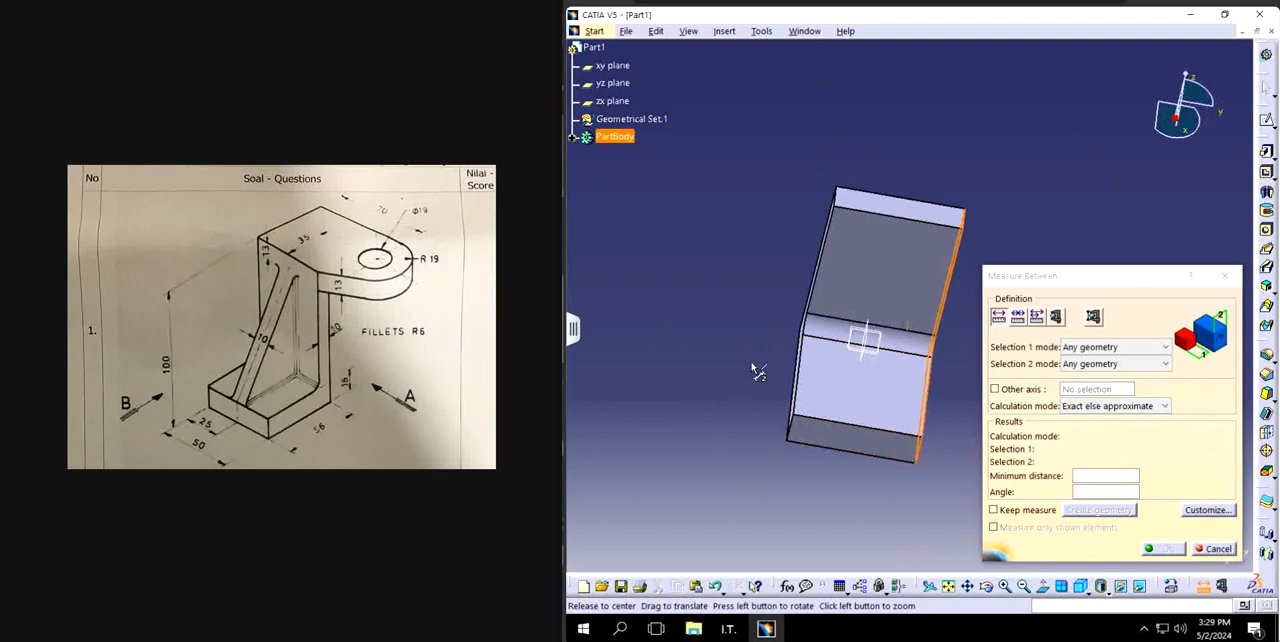 No Soal - Questions Nilai - Score
1.
70
Ø19
35
13
R 19
13
10
FILLETS R6
10
100
16
B
A
25
56
50
CATIA V5 - [Part1]
Start File Edit View Insert Tools Window Help
Part1
xy plane
yz plane
zx plane
Geometrical Set.1
PartBody
z
y
x
Measure Between
Definition
Selection 1 mode: Any geometry
Selection 2 mode: Any geometry
Other axis : No selection
Calculation mode: Exact else approximate
Results
Calculation mode:
Selection 1:
Selection 2:
Minimum distance:
Angle:
Keep measure Create geometry Customize...
Measure only shown elements
Ok Cancel
CATIA
Release to center Drag to translate Press left button to rotate Click left button to zoom
I.T.
3:29 PM
5/2/2024